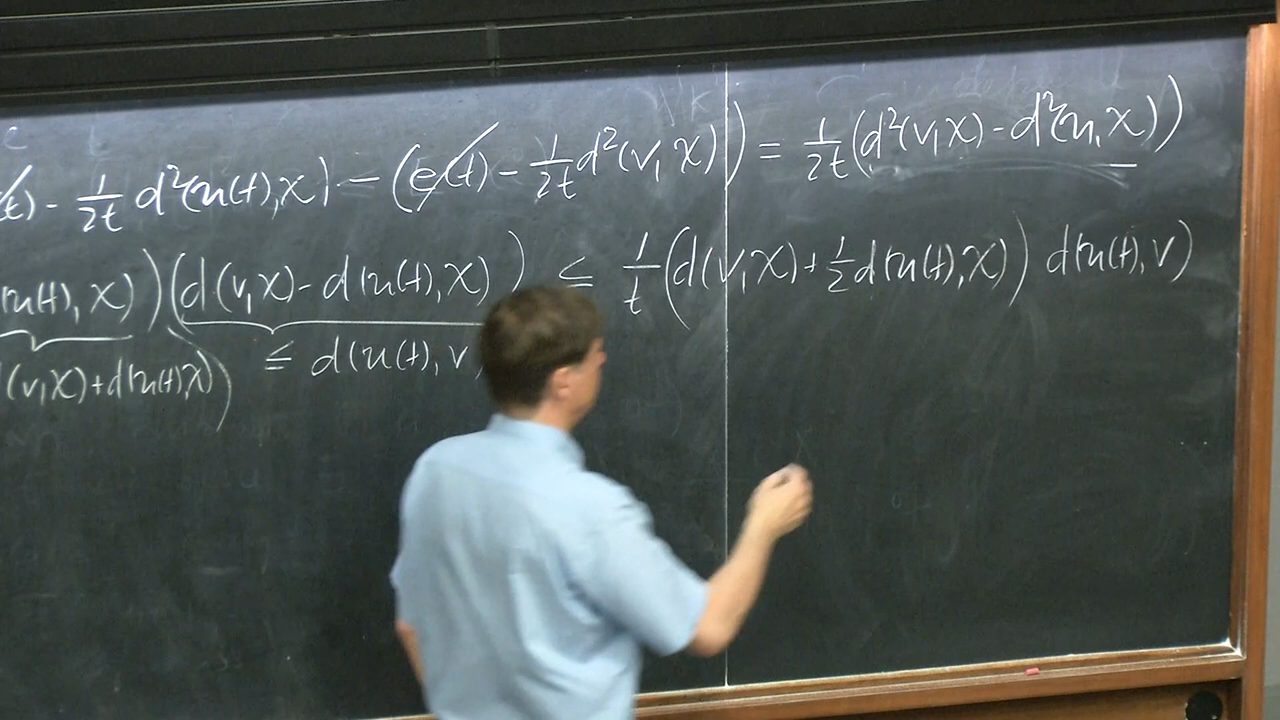 (t) - 1/2t d²(u(t),x) - (e(t) - 1/2t d²(v,x)) = 1/2t (d²(v,x) - d²(u,x))
(u(t), x))(d(v,x) - d(u(t),x)) ≤ 1/t (d(v,x) + 1/2 d(u(t),x)) d(u(t),v)
(v,x)+d(u(t),x)) ≤ d(u(t),v